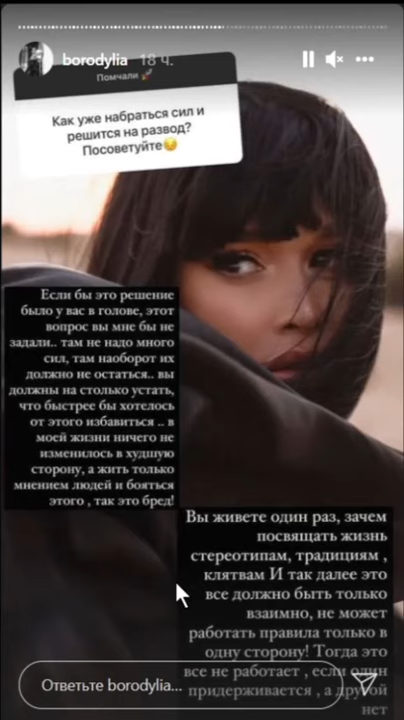 borodylia 18 ч.
Помчали 🚀
Как уже набраться сил и
решится на развод?
Посоветуйте😔
Если бы это решение
было у вас в голове, этот
вопрос вы мне бы не
задали.. там не надо много
сил, там наоборот их
должно не остаться.. вы
должны на столько устать,
что быстрее бы хотелось
от этого избавиться .. в
моей жизни ничего не
изменилось в худшую
сторону, а жить только
мнением людей и бояться
этого , так это бред!
Вы живете один раз, зачем
посвящать жизнь
стереотипам, традициям ,
клятвам И так далее это
все должно быть только
взаимно, не может
работать правила только в
одну сторону! Тогда это
все не работает , если один
придерживается , а другой
нет
Ответьте borodylia...